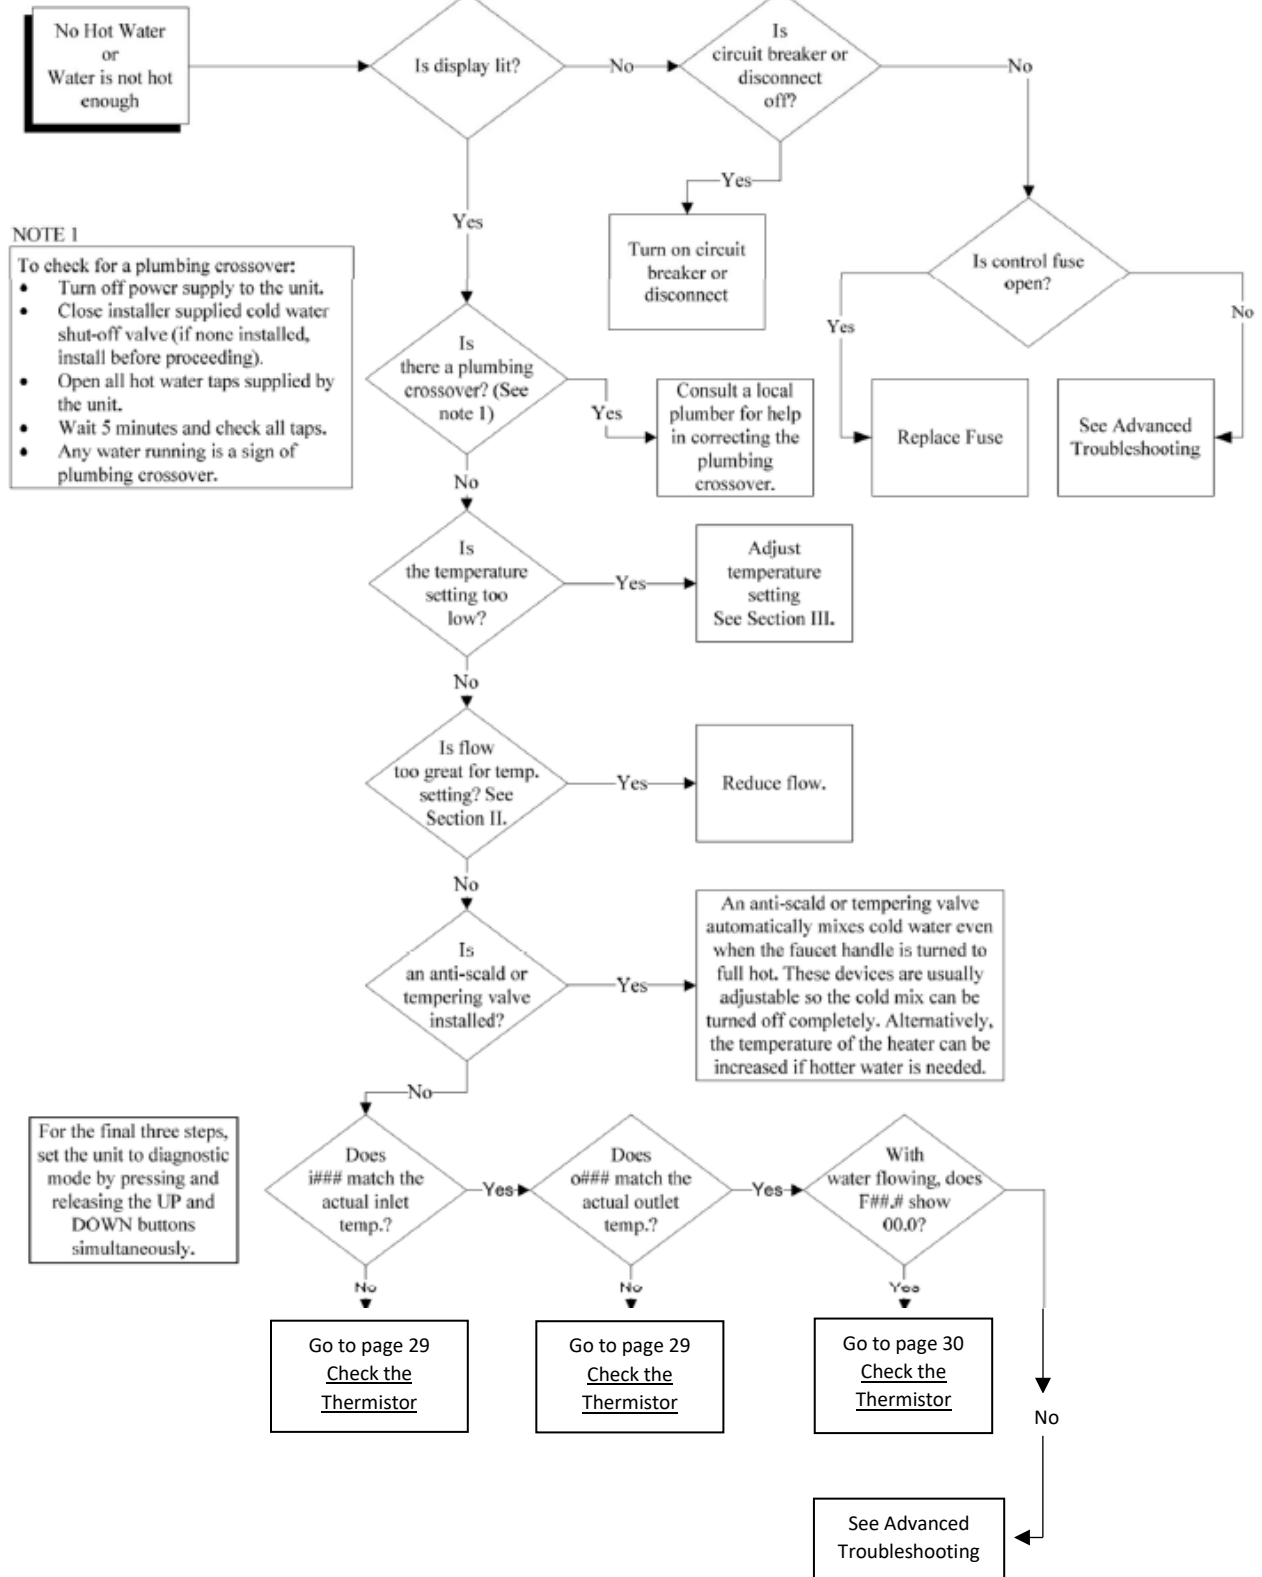 No Hot Water
or
Water is not hot
enough
Is display lit?
No
Is
circuit breaker or
disconnect
off?
No
Yes
Yes
Turn on circuit
breaker or
disconnect
Is control fuse
open?
Yes
No
Replace Fuse
See Advanced
Troubleshooting
NOTE 1
To check for a plumbing crossover:
• Turn off power supply to the unit.
• Close installer supplied cold water
shut-off valve (if none installed,
install before proceeding).
• Open all hot water taps supplied by
the unit.
• Wait 5 minutes and check all taps.
• Any water running is a sign of
plumbing crossover.
Is
there a plumbing
crossover? (See
note 1)
Yes
Consult a local
plumber for help
in correcting the
plumbing
crossover.
No
Is
the temperature
setting too
low?
Yes
Adjust
temperature
setting
See Section III.
No
Is flow
too great for temp.
setting? See
Section II.
Yes
Reduce flow.
No
Is
an anti-scald or
tempering valve
installed?
Yes
An anti-scald or tempering valve
automatically mixes cold water even
when the faucet handle is turned to
full hot. These devices are usually
adjustable so the cold mix can be
turned off completely. Alternatively,
the temperature of the heater can be
increased if hotter water is needed.
No
For the final three steps,
set the unit to diagnostic
mode by pressing and
releasing the UP and
DOWN buttons
simultaneously.
Does
i### match the
actual inlet
temp.?
Yes
Does
o### match the
actual outlet
temp.?
Yes
With
water flowing, does
F##.# show
00.0?
No
No
Yes
Go to page 29
Check the
Thermistor
Go to page 29
Check the
Thermistor
Go to page 30
Check the
Thermistor
No
See Advanced
Troubleshooting